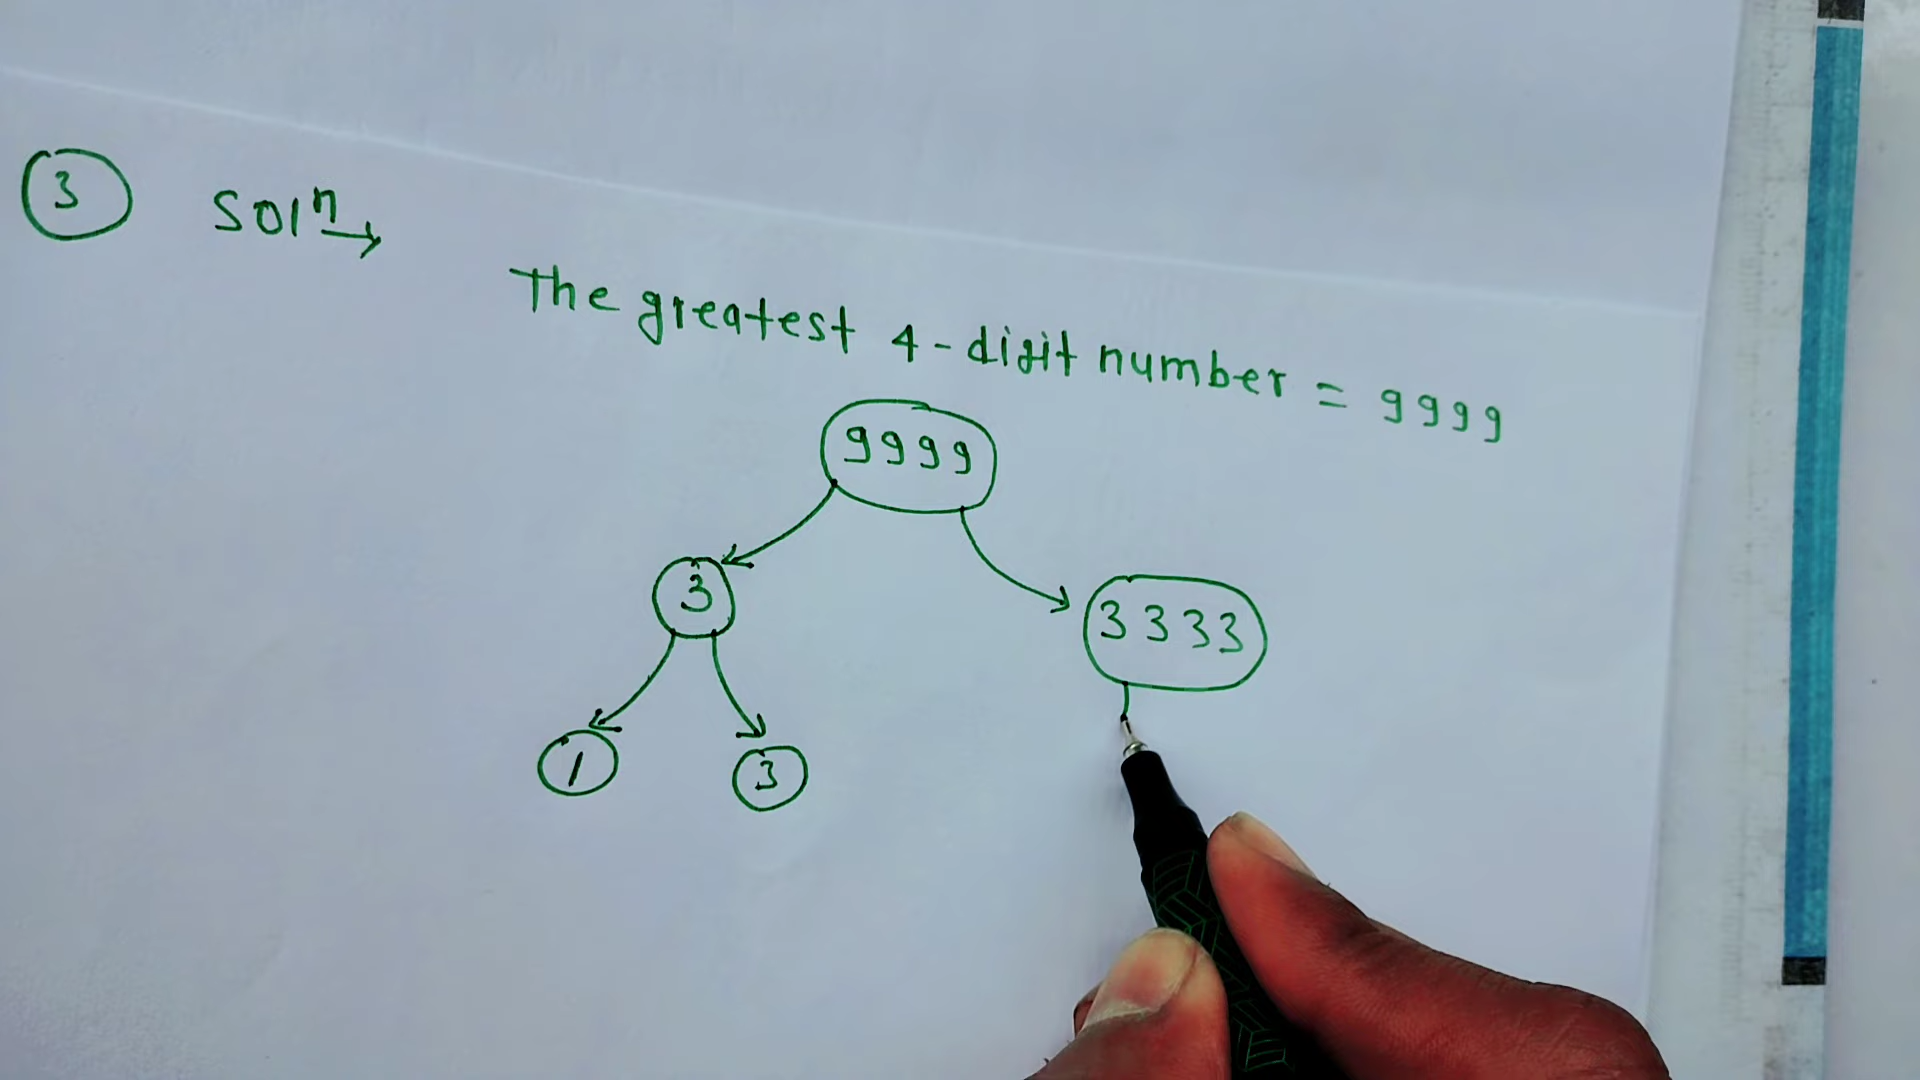 3 Solⁿ→
The greatest 4-digit number = 9999
9999
3 3333
1 3